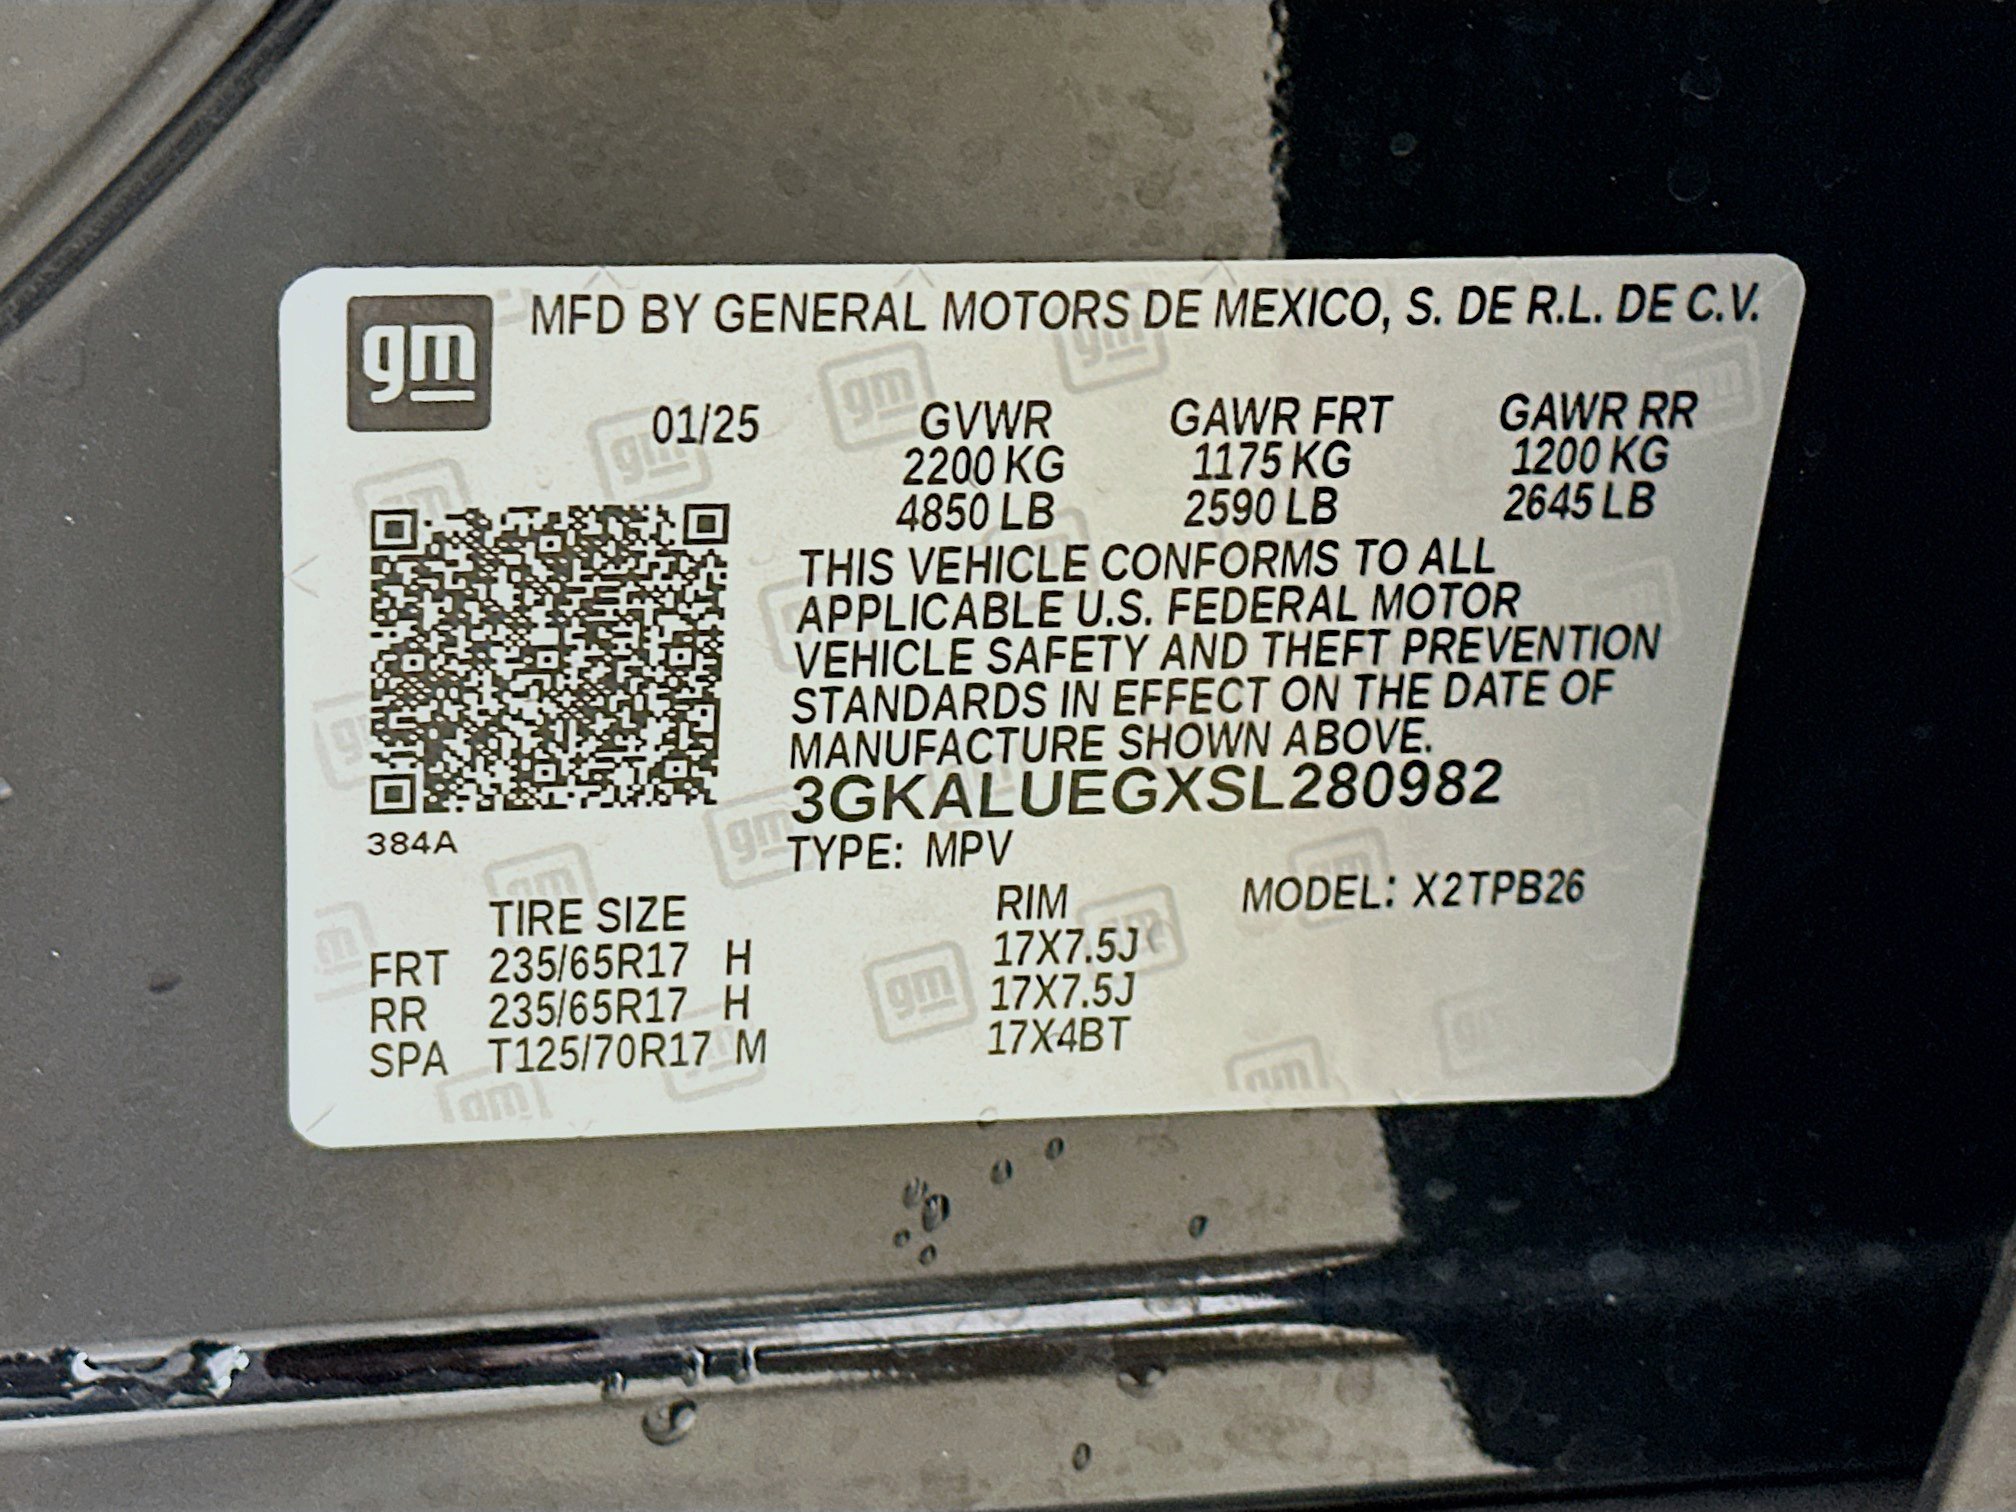 gm
MFD BY GENERAL MOTORS DE MEXICO, S. DE R.L. DE C.V.
01/25 GVWR GAWR FRT GAWR RR
2200 KG 1175 KG 1200 KG
4850 LB 2590 LB 2645 LB
THIS VEHICLE CONFORMS TO ALL
APPLICABLE U.S. FEDERAL MOTOR
VEHICLE SAFETY AND THEFT PREVENTION
STANDARDS IN EFFECT ON THE DATE OF
MANUFACTURE SHOWN ABOVE.
3GKALUEGXSL280982
384A
TYPE: MPV
TIRE SIZE RIM MODEL: X2TPB26
FRT 235/65R17 H 17X7.5J
RR 235/65R17 H 17X7.5J
SPA T125/70R17 M 17X4BT